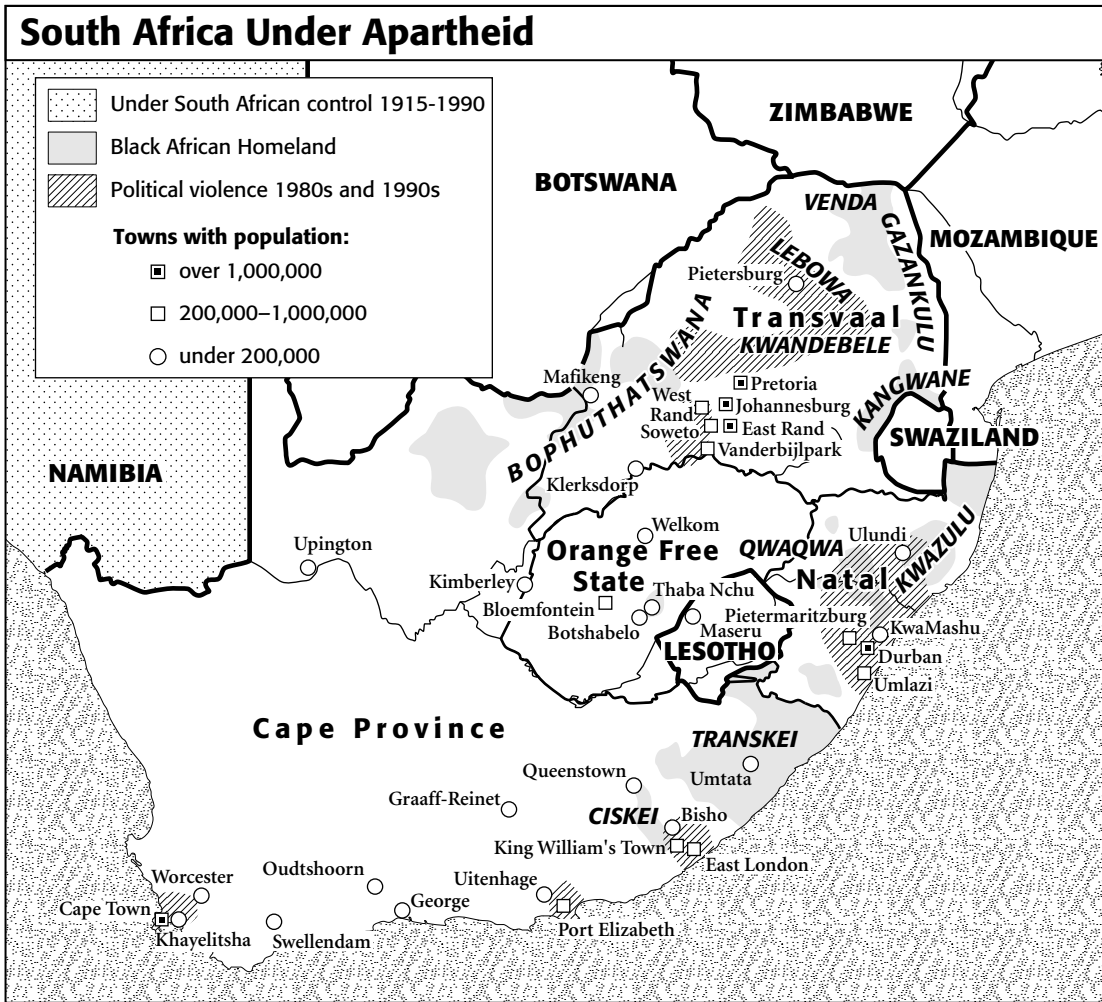 South Africa Under Apartheid
Under South African control 1915-1990
Black African Homeland
Political violence 1980s and 1990s
Towns with population:
over 1,000,000
200,000–1,000,000
under 200,000
ZIMBABWE
BOTSWANA
VENDA
GAZANKULU
MOZAMBIQUE
LEBOWA
Pietersburg
Transvaal
KWANDEBELE
BOPHUTHATSWANA
Mafikeng
Pretoria
KANGWANE
West
Rand
Johannesburg
Soweto
East Rand
SWAZILAND
Vanderbijlpark
NAMIBIA
Klerksdorp
Welkom
Ulundi
KWAZULU
Upington
Orange Free
State
QWAQWA
Natal
Kimberley
Thaba Nchu
Bloemfontein
Pietermaritzburg
Botshabelo
Maseru
KwaMashu
LESOTHO
Durban
Umlazi
Cape Province
TRANSKEI
Queenstown
Umtata
Graaff-Reinet
CISKEI
Bisho
King William's Town
East London
Oudtshoorn
Uitenhage
Worcester
George
Cape Town
Port Elizabeth
Khayelitsha
Swellendam